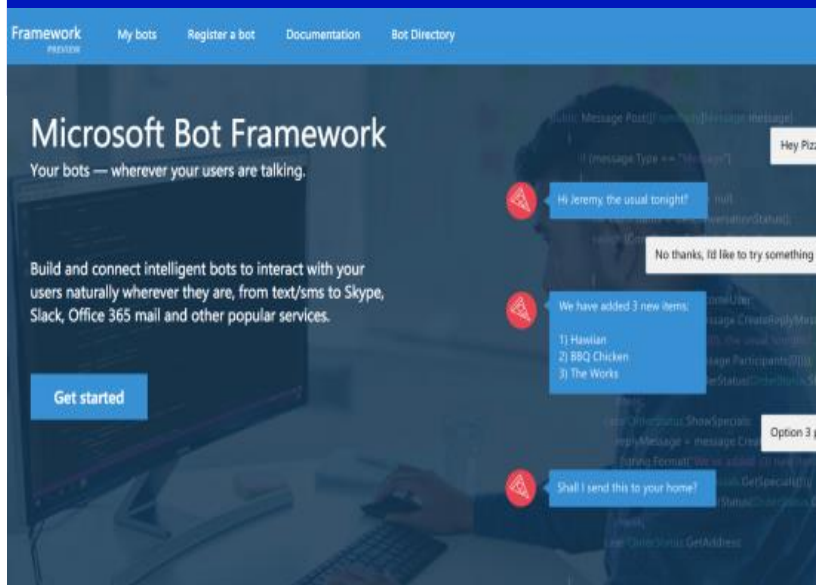 Framework
PREVIEW
My bots
Register a bot
Documentation
Bot Directory
Microsoft Bot Framework
Your bots — wherever your users are talking.
Build and connect intelligent bots to interact with your
users naturally wherever they are, from text/sms to Skype,
Slack, Office 365 mail and other popular services.
Get started
Hey Pizz
Hi Jeremy, the usual tonight?
No thanks, I'd like to try something
We have added 3 new items:
1) Hawiian
2) BBQ Chicken
3) The Works
Option 3 p
Shall I send this to your home?